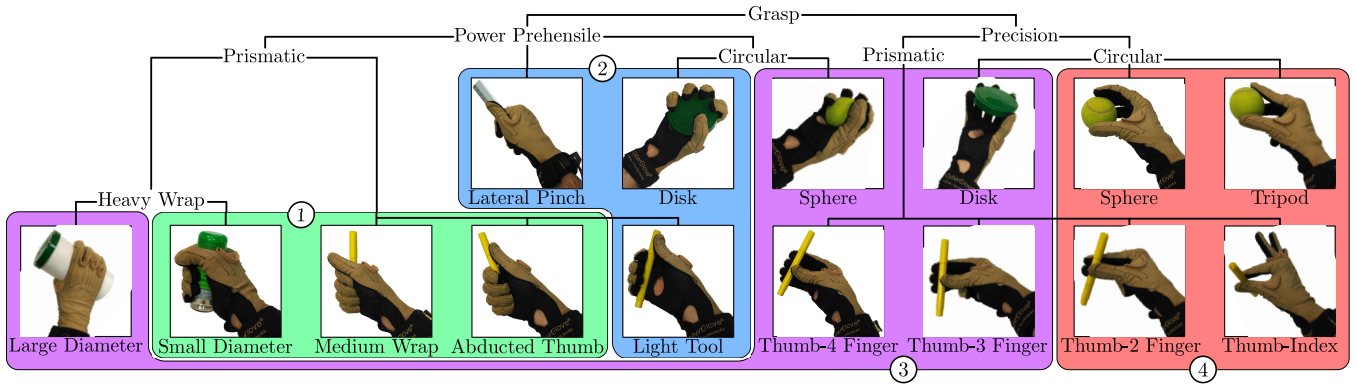 Grasp
Power Prehensile
Precision
Prismatic
Circular
Prismatic
Circular
2
Lateral Pinch
Disk
Sphere
Disk
Sphere
Tripod
Heavy Wrap
1
Large Diameter
Small Diameter
Medium Wrap
Abducted Thumb
Light Tool
Thumb-4 Finger
Thumb-3 Finger
Thumb-2 Finger
Thumb-Index
3
4